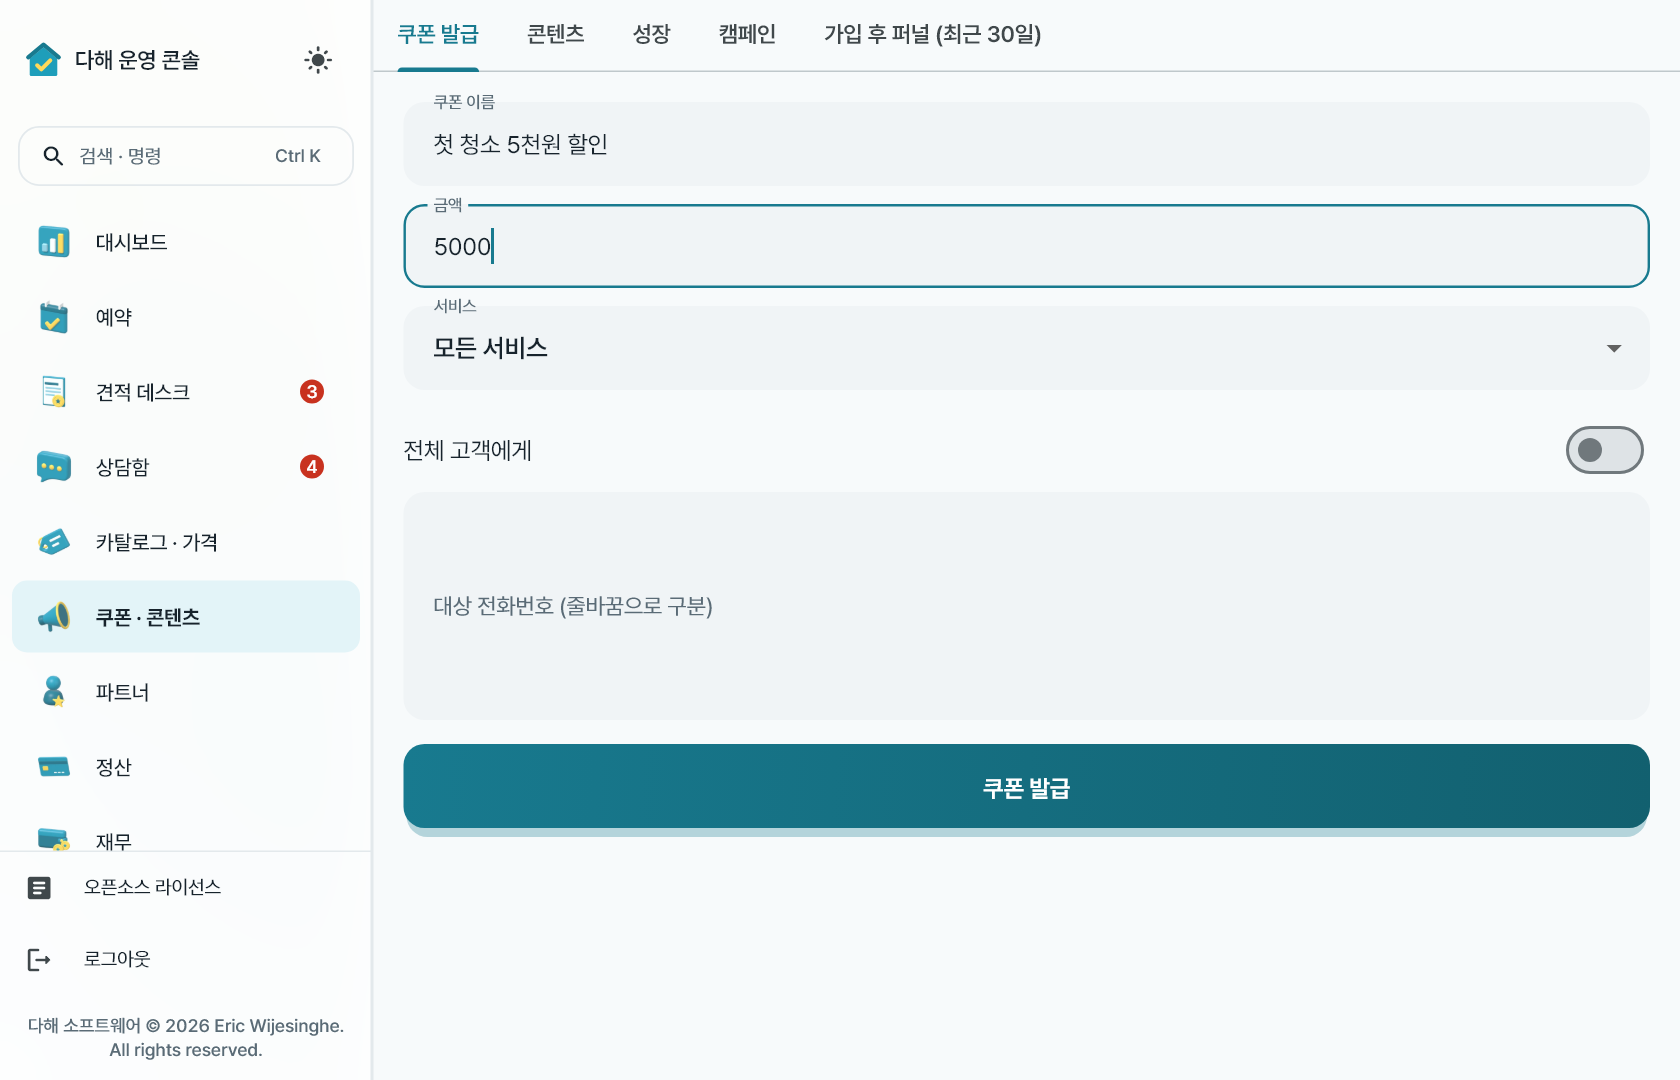 다해 운영 콘솔
검색 · 명령
Ctrl K
대시보드
예약
견적 데스크
3
상담함
4
카탈로그 · 가격
쿠폰 · 콘텐츠
파트너
정산
재무
오픈소스 라이선스
로그아웃
다해 소프트웨어 © 2026 Eric Wijesinghe.
All rights reserved.
쿠폰 발급
콘텐츠
성장
캠페인
가입 후 퍼널 (최근 30일)
쿠폰 이름
첫 청소 5천원 할인
금액
5000
서비스
모든 서비스
전체 고객에게
대상 전화번호 (줄바꿈으로 구분)
쿠폰 발급